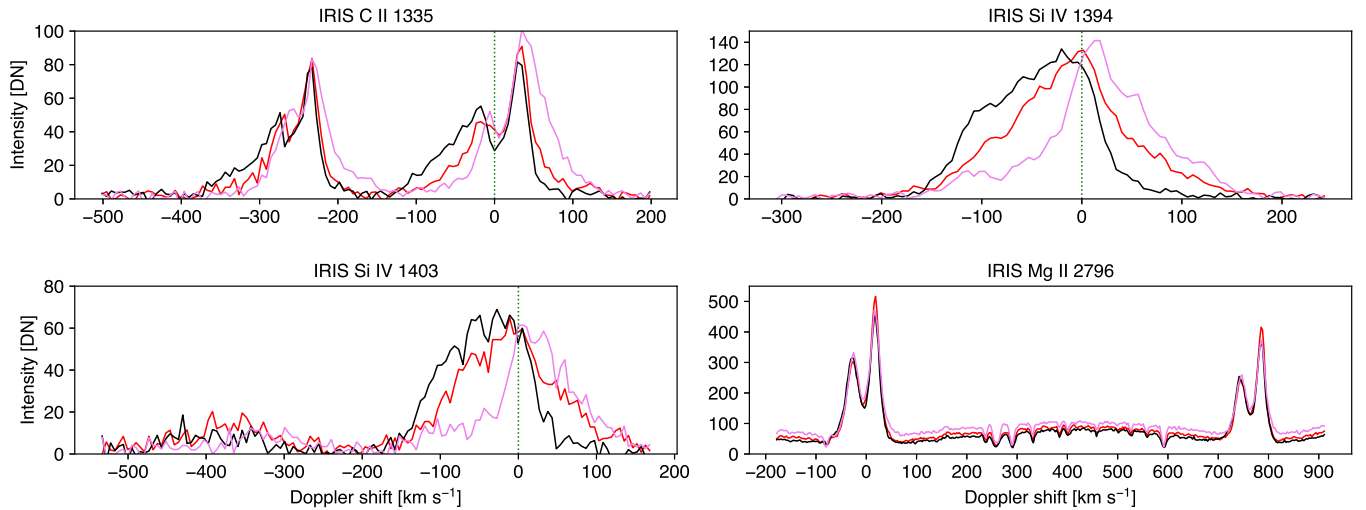 IRIS C II 1335
Intensity [DN]
100
80
60
40
20
0
−500 −400 −300 −200 −100 0 100 200
IRIS Si IV 1394
140
120
100
80
60
40
20
0
−300 −200 −100 0 100 200
IRIS Si IV 1403
Intensity [DN]
80
60
40
20
0
−500 −400 −300 −200 −100 0 100 200
Doppler shift [km s⁻¹]
IRIS Mg II 2796
500
400
300
200
100
0
−200 −100 0 100 200 300 400 500 600 700 800 900
Doppler shift [km s⁻¹]